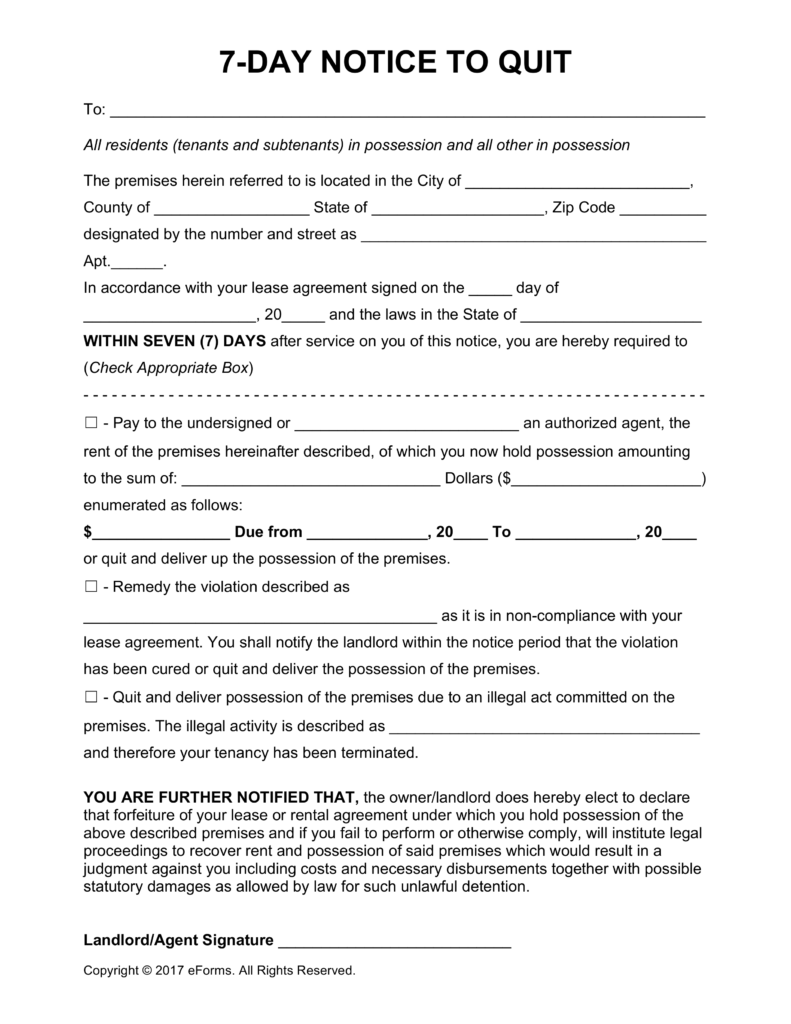 7-DAY NOTICE TO QUIT
To: ______________________________________________________________________
All residents (tenants and subtenants) in possession and all other in possession
The premises herein referred to is located in the City of __________________________,
County of __________________ State of ____________________, Zip Code __________
designated by the number and street as ________________________________________
Apt.______.
In accordance with your lease agreement signed on the _____ day of
____________________, 20_____ and the laws in the State of _____________________
WITHIN SEVEN (7) DAYS after service on you of this notice, you are hereby required to
(Check Appropriate Box)
- - - - - - - - - - - - - - - - - - - - - - - - - - - - - - - - - - - - - - - - - - - - - - - - - - - - - - - - - - - - - - - - - -
☐ - Pay to the undersigned or __________________________ an authorized agent, the
rent of the premises hereinafter described, of which you now hold possession amounting
to the sum of: ______________________________ Dollars ($______________________)
enumerated as follows:
$________________ Due from ______________, 20____ To ______________, 20____
or quit and deliver up the possession of the premises.
☐ - Remedy the violation described as
_________________________________________ as it is in non-compliance with your
lease agreement. You shall notify the landlord within the notice period that the violation
has been cured or quit and deliver the possession of the premises.
☐ - Quit and deliver possession of the premises due to an illegal act committed on the
premises. The illegal activity is described as ____________________________________
and therefore your tenancy has been terminated.
YOU ARE FURTHER NOTIFIED THAT, the owner/landlord does hereby elect to declare
that forfeiture of your lease or rental agreement under which you hold possession of the
above described premises and if you fail to perform or otherwise comply, will institute legal
proceedings to recover rent and possession of said premises which would result in a
judgment against you including costs and necessary disbursements together with possible
statutory damages as allowed by law for such unlawful detention.
Landlord/Agent Signature ___________________________
Copyright © 2017 eForms. All Rights Reserved.